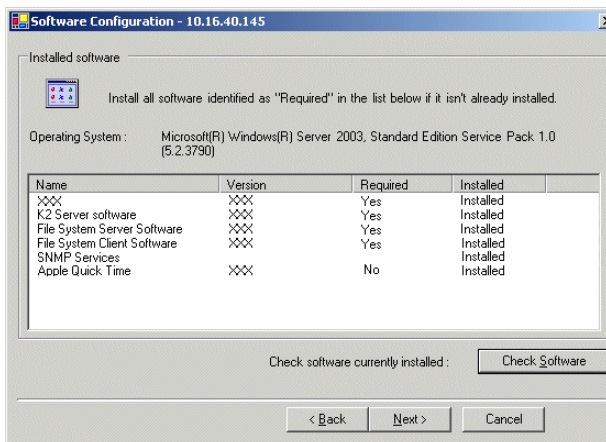 Software Configuration - 10.16.40.145
Installed software
Install all software identified as "Required" in the list below if it isn't already installed.
Operating System : Microsoft(R) Windows(R) Server 2003, Standard Edition Service Pack 1.0
(5.2.3790)
Name Version Required Installed
XXX XXX Yes Installed
K2 Server software XXX Yes Installed
File System Server Software XXX Yes Installed
File System Client Software XXX Yes Installed
SNMP Services Installed
Apple Quick Time XXX No Installed
Check software currently installed : Check Software
< Back Next > Cancel